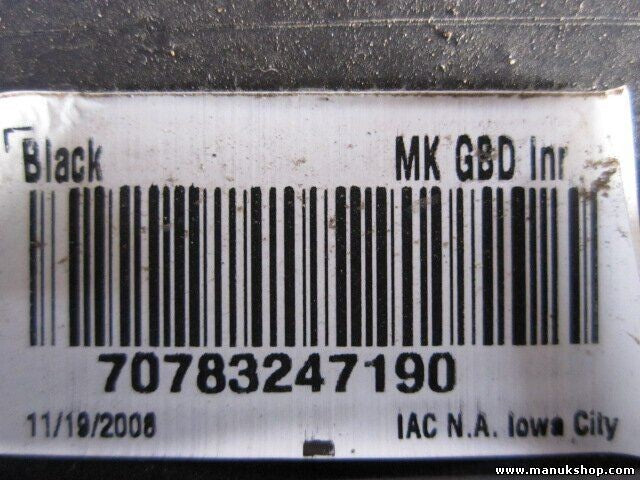 Black MK GBD Inr
70783247190
11/19/2008 IAC N.A. Iowa City
www.manukshop.com